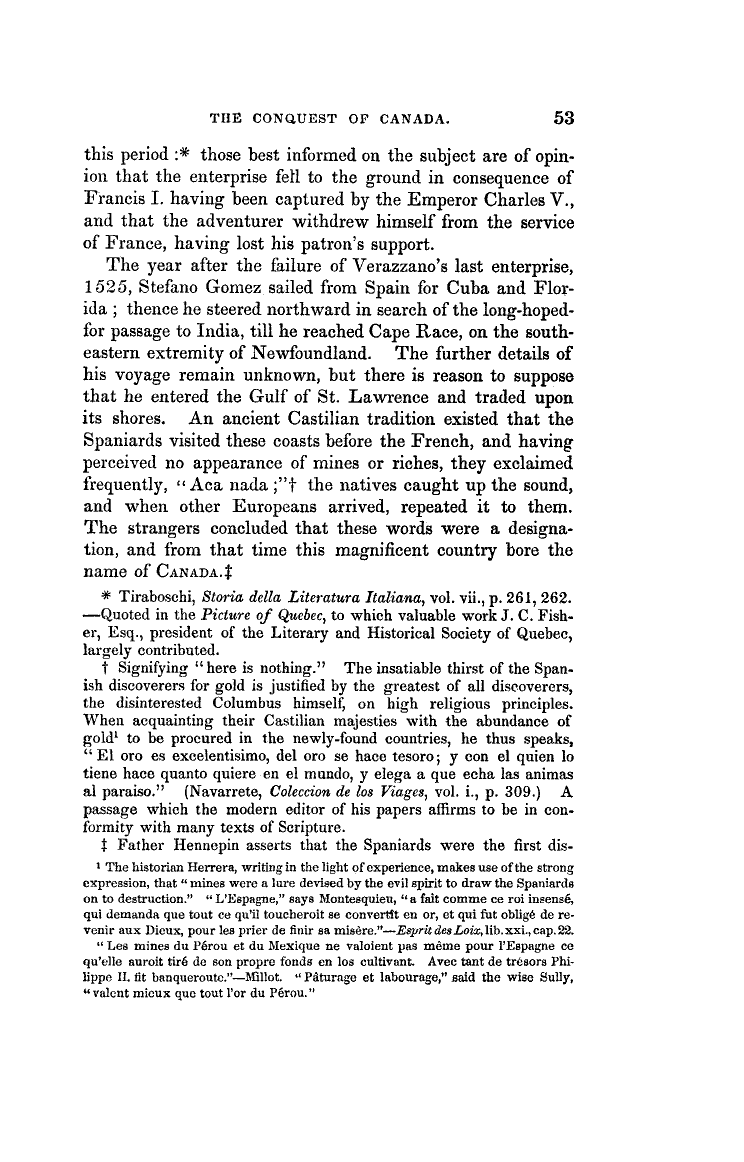 THE CONQUEST OF CANADA. 53
this period :* those best informed on the subject are of opin-
ion that the enterprise fell to the ground in consequence of
Francis I. having been captured by the Emperor Charles V.,
and that the adventurer withdrew himself from the service
of France, having lost his patron's support.
The year after the failure of Verazzano's last enterprise,
1525, Stefano Gomez sailed from Spain for Cuba and Flor-
ida ; thence he steered northward in search of the long-hoped-
for passage to India, till he reached Cape Race, on the south-
eastern extremity of Newfoundland. The further details of
his voyage remain unknown, but there is reason to suppose
that he entered the Gulf of St. Lawrence and traded upon
its shores. An ancient Castilian tradition existed that the
Spaniards visited these coasts before the French, and having
perceived no appearance of mines or riches, they exclaimed
frequently, “Aca nada ;”† the natives caught up the sound,
and when other Europeans arrived, repeated it to them.
The strangers concluded that these words were a designa-
tion, and from that time this magnificent country bore the
name of CANADA.‡
* Tiraboschi, Storia della Literatura Italiana, vol. vii., p. 261, 262.
—Quoted in the Picture of Quebec, to which valuable work J. C. Fish-
er, Esq., president of the Literary and Historical Society of Quebec,
largely contributed.
† Signifying “here is nothing.” The insatiable thirst of the Span-
ish discoverers for gold is justified by the greatest of all discoverers,
the disinterested Columbus himself, on high religious principles.
When acquainting their Castilian majesties with the abundance of
gold¹ to be procured in the newly-found countries, he thus speaks,
“El oro es excelentisimo, del oro se hace tesoro; y con el quien lo
tiene hace quanto quiere en el mundo, y elega a que echa las animas
al paraiso.” (Navarrete, Coleccion de los Viages, vol. i., p. 309.) A
passage which the modern editor of his papers affirms to be in con-
formity with many texts of Scripture.
‡ Father Hennepin asserts that the Spaniards were the first dis-
¹ The historian Herrera, writing in the light of experience, makes use of the strong
expression, that “mines were a lure devised by the evil spirit to draw the Spaniards
on to destruction.” “L'Espagne,” says Montesquieu, “a fait comme ce roi insensé,
qui demanda que tout ce qu'il toucheroit se convertît en or, et qui fut obligé de re-
venir aux Dieux, pour les prier de finir sa misère.”—Esprit des Loix, lib. xxi., cap. 22.
“Les mines du Pérou et du Mexique ne valoient pas même pour l'Espagne ce
qu'elle auroit tiré de son propre fonds en los cultivant. Avec tant de trésors Phi-
lippe II. fit banqueroute.”—Millot. “Pâturage et labourage,” said the wise Sully,
“valent mieux que tout l'or du Pérou.”